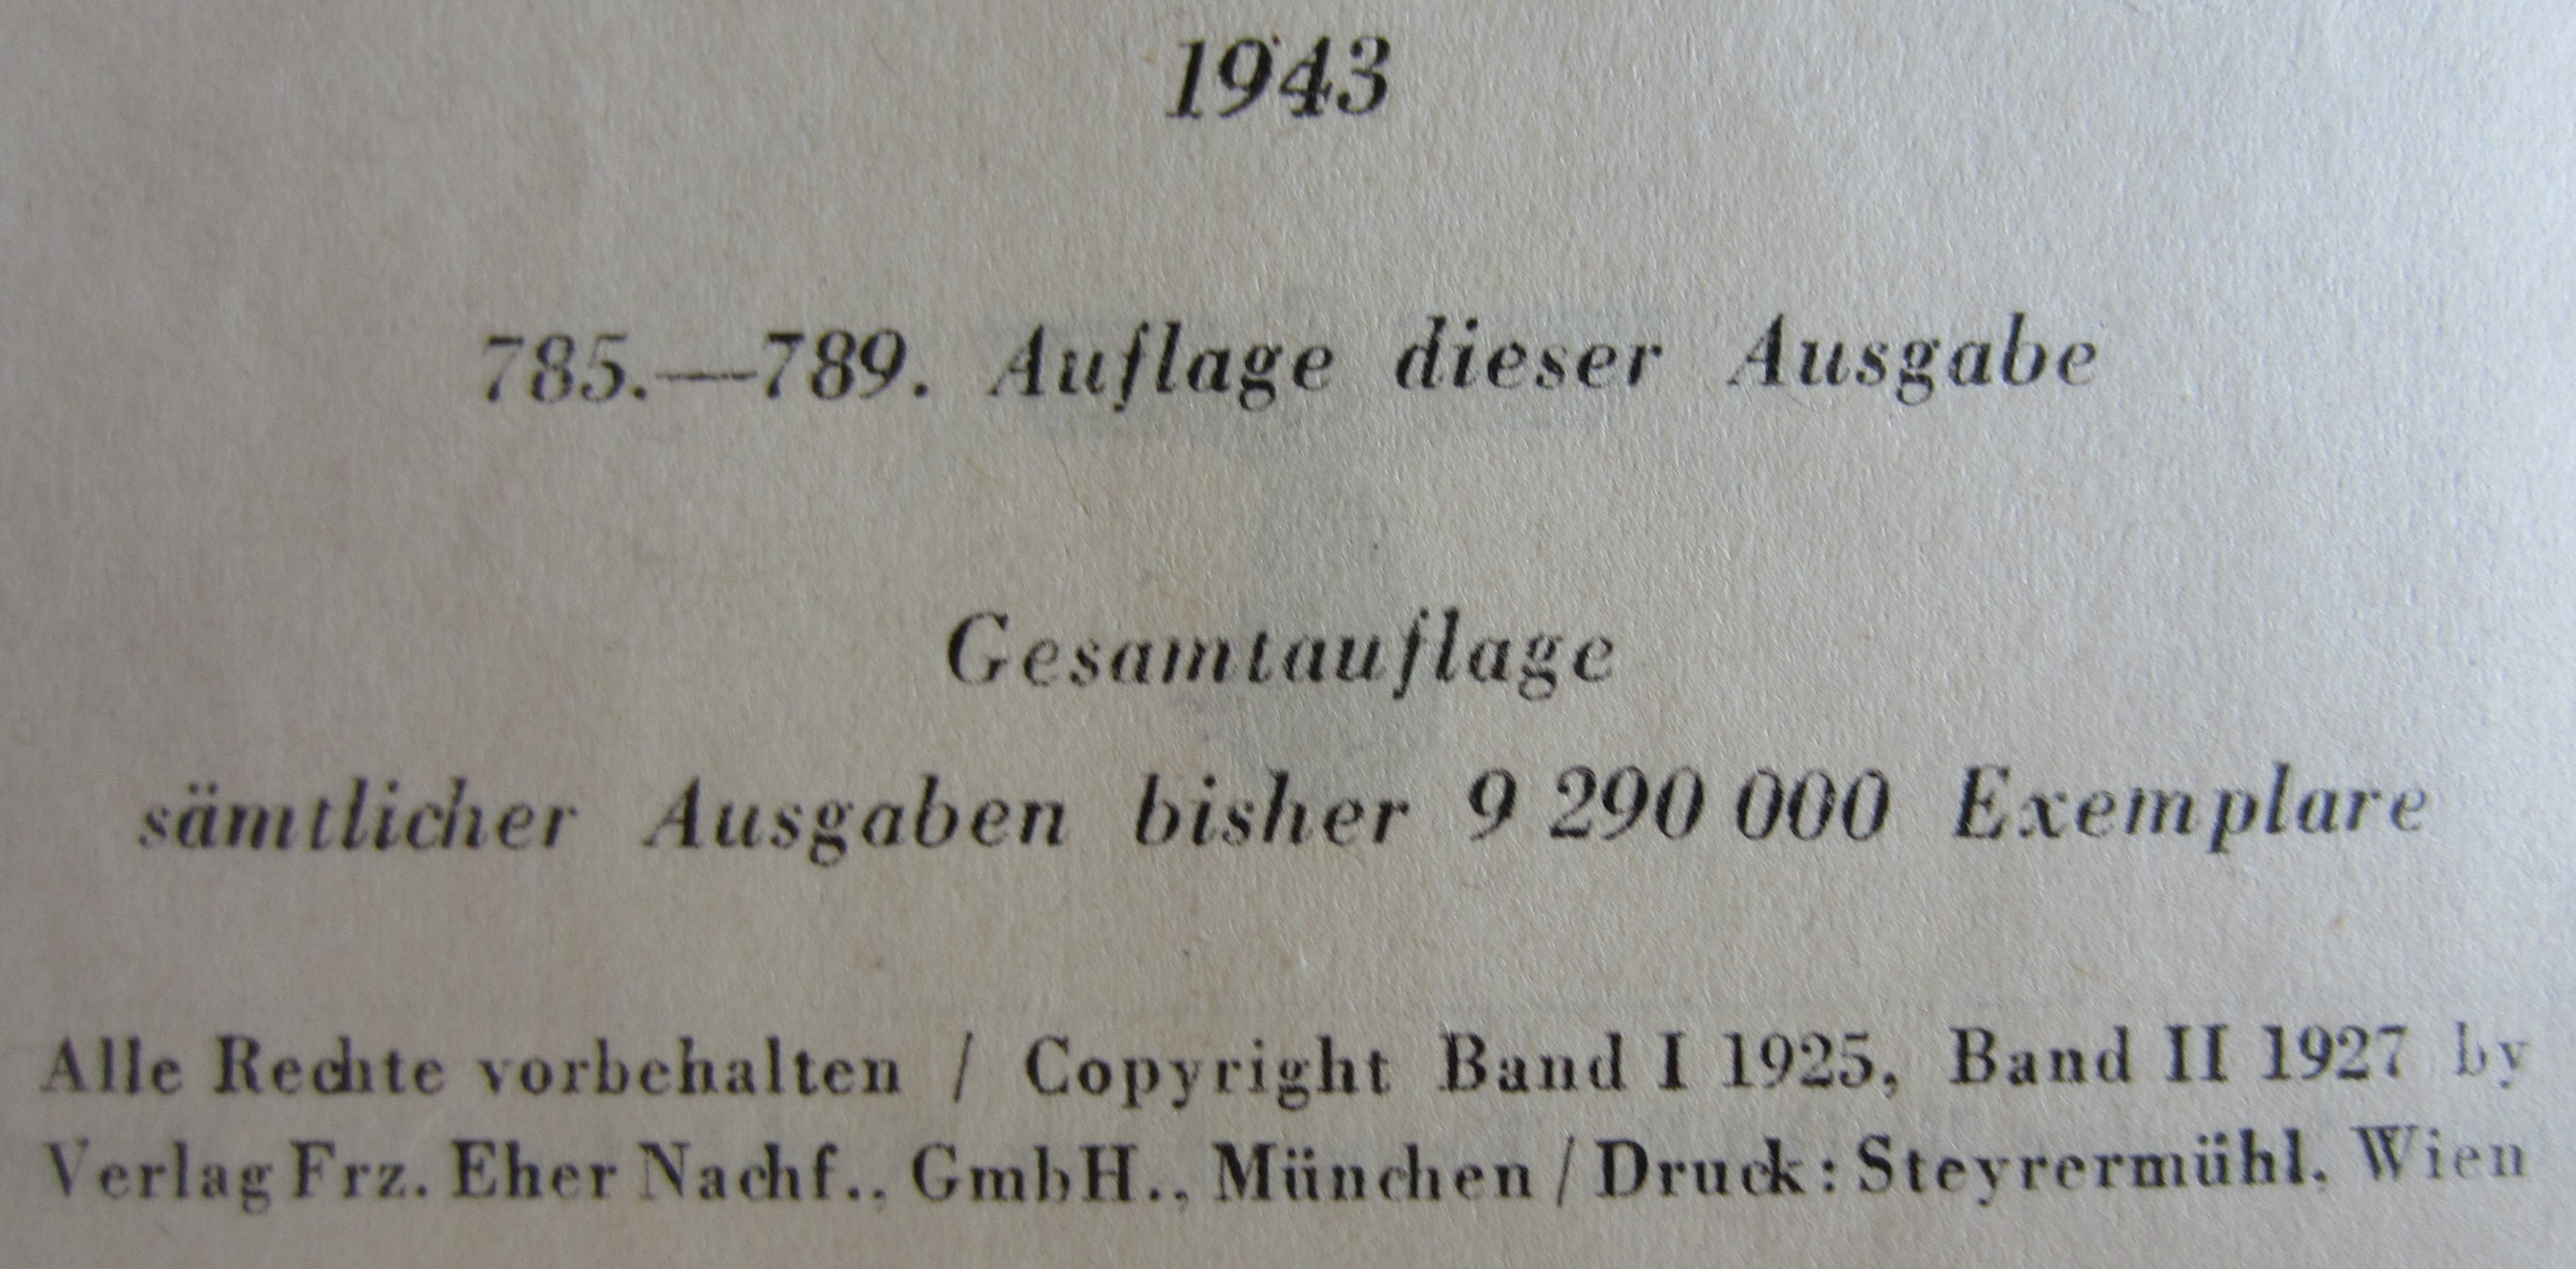 1943
785.—789. Auflage dieser Ausgabe
Gesamtauflage
sämtlicher Ausgaben bisher 9 290 000 Exemplare
Alle Rechte vorbehalten / Copyright Band I 1925, Band II 1927 by
Verlag Frz. Eher Nachf., GmbH., München / Druck: Steyrermühl, Wien